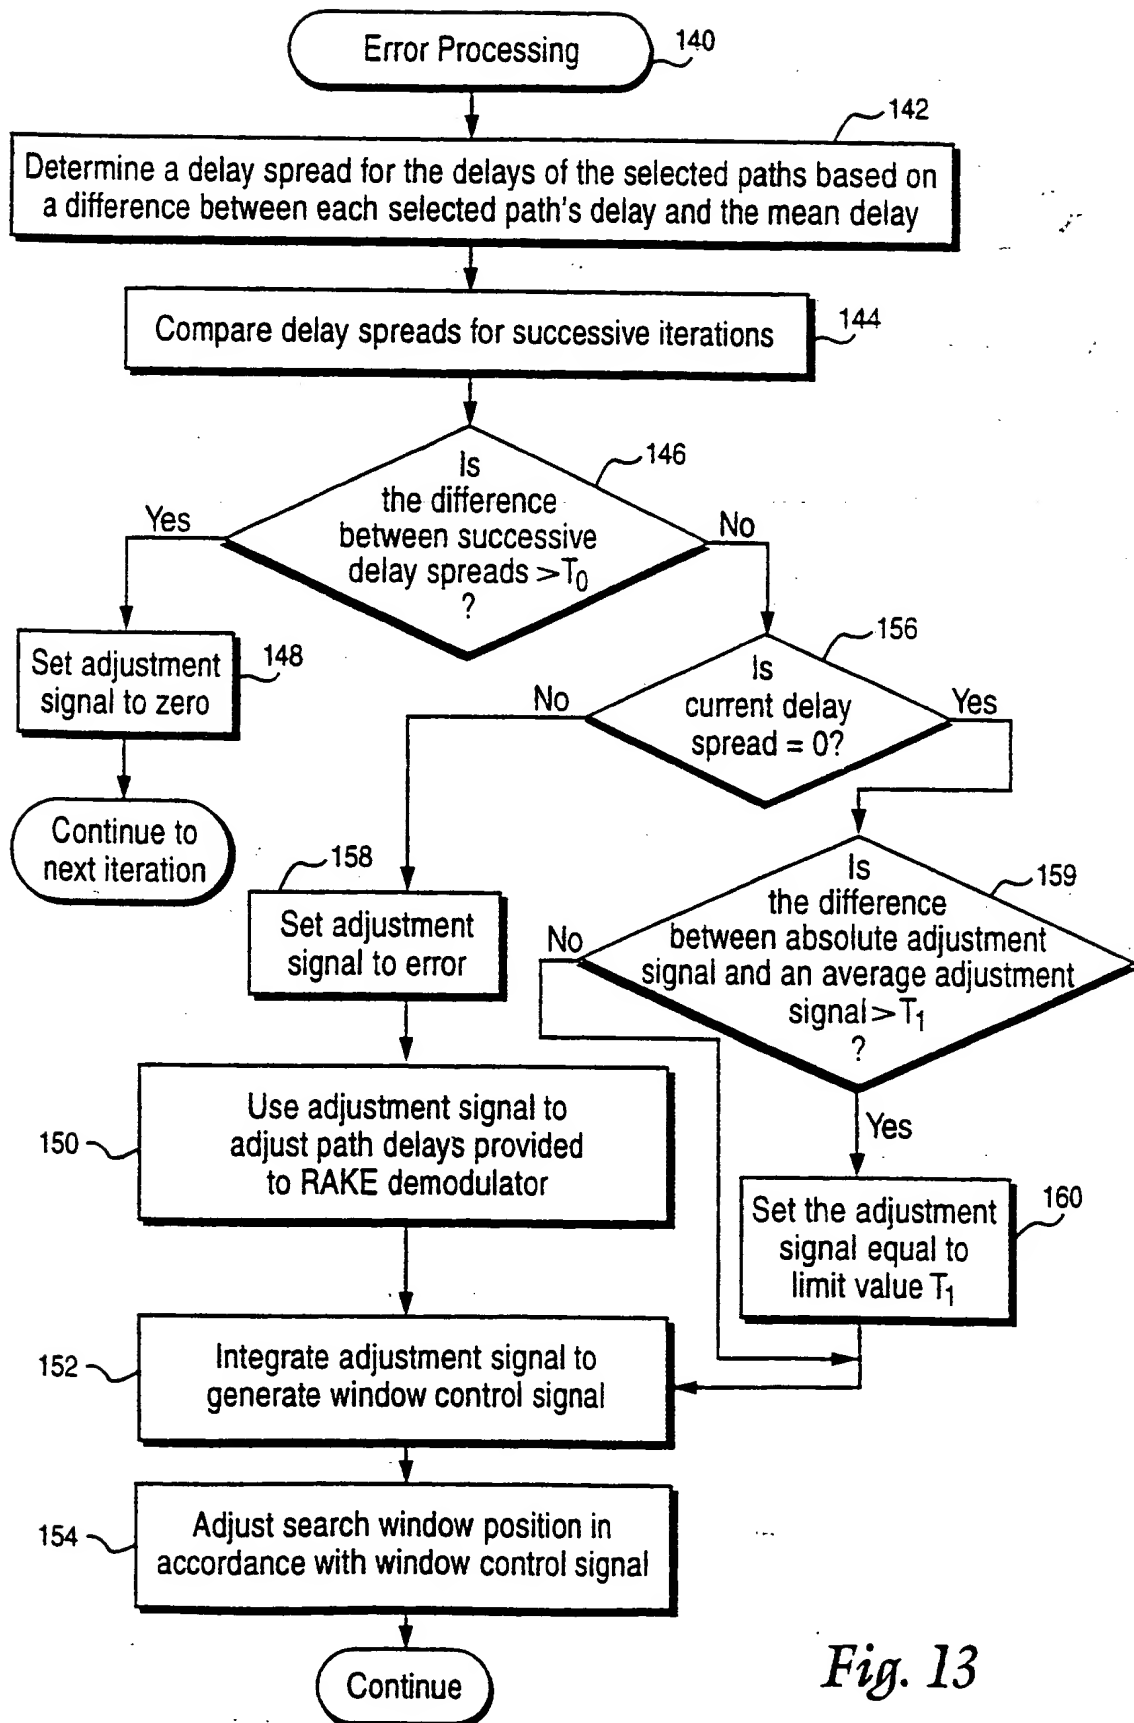 Error Processing
140
142
Determine a delay spread for the delays of the selected paths based on
a difference between each selected path's delay and the mean delay
Compare delay spreads for successive iterations
144
Is
the difference
between successive
delay spreads >T0
?
146
Yes
No
Set adjustment
signal to zero
148
Continue to
next iteration
Is
current delay
spread = 0?
156
No
Yes
158
Set adjustment
signal to error
Is
the difference
between absolute adjustment
signal and an average adjustment
signal>T1
?
159
No
Yes
150
Use adjustment signal to
adjust path delays provided
to RAKE demodulator
Set the adjustment
signal equal to
limit value T1
160
152
Integrate adjustment signal to
generate window control signal
154
Adjust search window position in
accordance with window control signal
Continue
Fig. 13